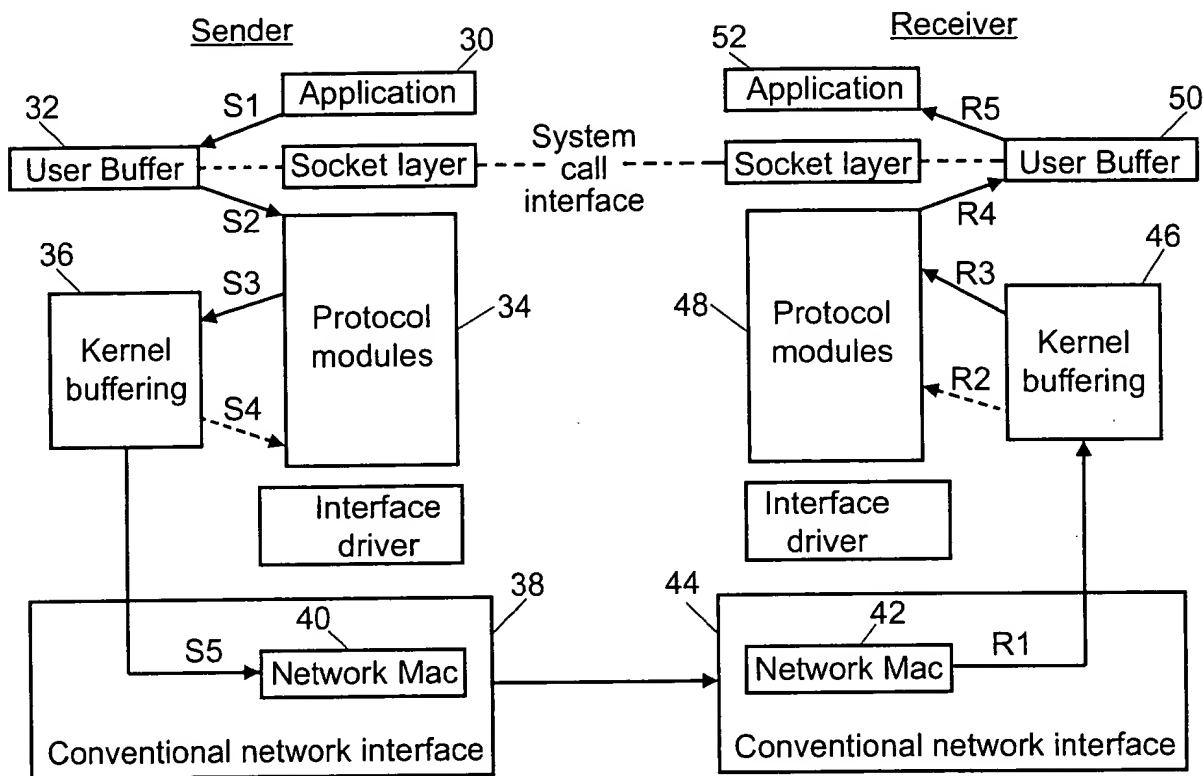 Sender
Receiver
30
52
Application
Application
S1
R5
32
50
User Buffer
Socket layer
System
call
interface
Socket layer
User Buffer
S2
R4
36
46
S3
R3
Protocol
modules
34
48
Protocol
modules
Kernel
buffering
Kernel
buffering
S4
R2
Interface
driver
Interface
driver
38
44
40
42
S5
Network Mac
Network Mac
R1
Conventional network interface
Conventional network interface